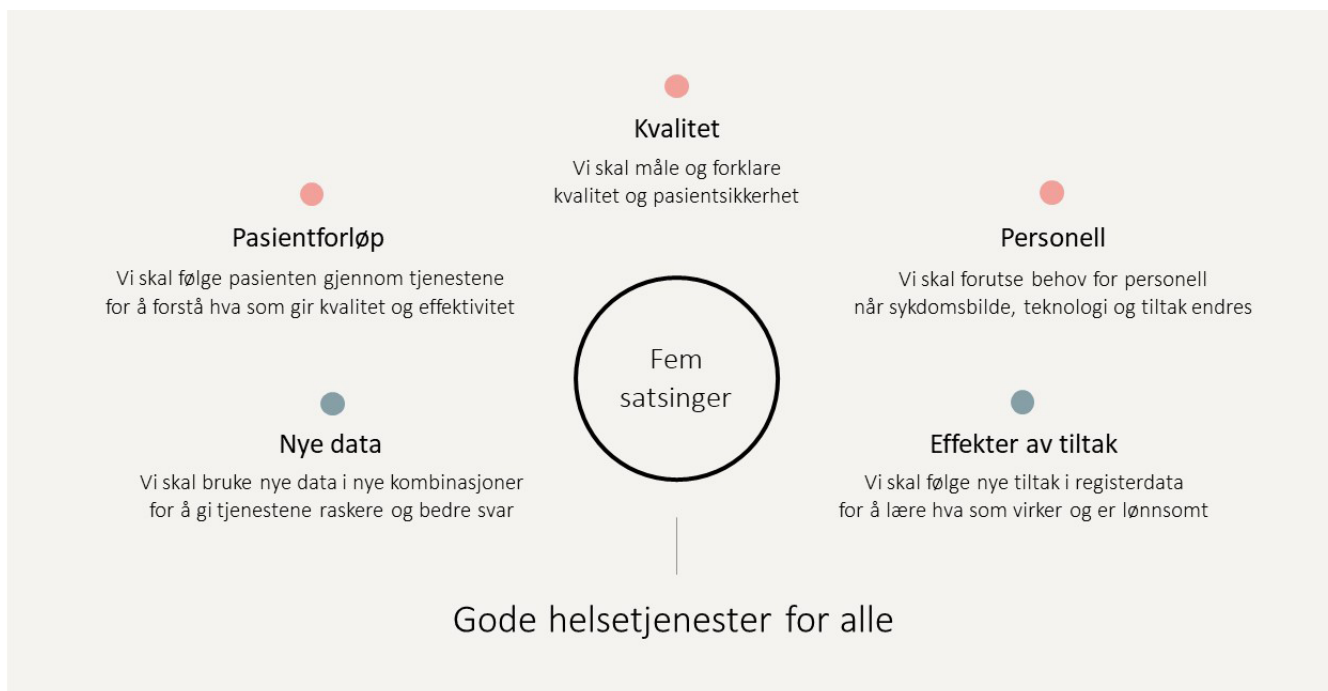 Kvalitet
Vi skal måle og forklare
kvalitet og pasientsikkerhet
Pasientforløp
Vi skal følge pasienten gjennom tjenestene
for å forstå hva som gir kvalitet og effektivitet
Personell
Vi skal forutse behov for personell
når sykdomsbilde, teknologi og tiltak endres
Fem
satsinger
Nye data
Vi skal bruke nye data i nye kombinasjoner
for å gi tjenestene raskere og bedre svar
Effekter av tiltak
Vi skal følge nye tiltak i registerdata
for å lære hva som virker og er lønnsomt
Gode helsetjenester for alle